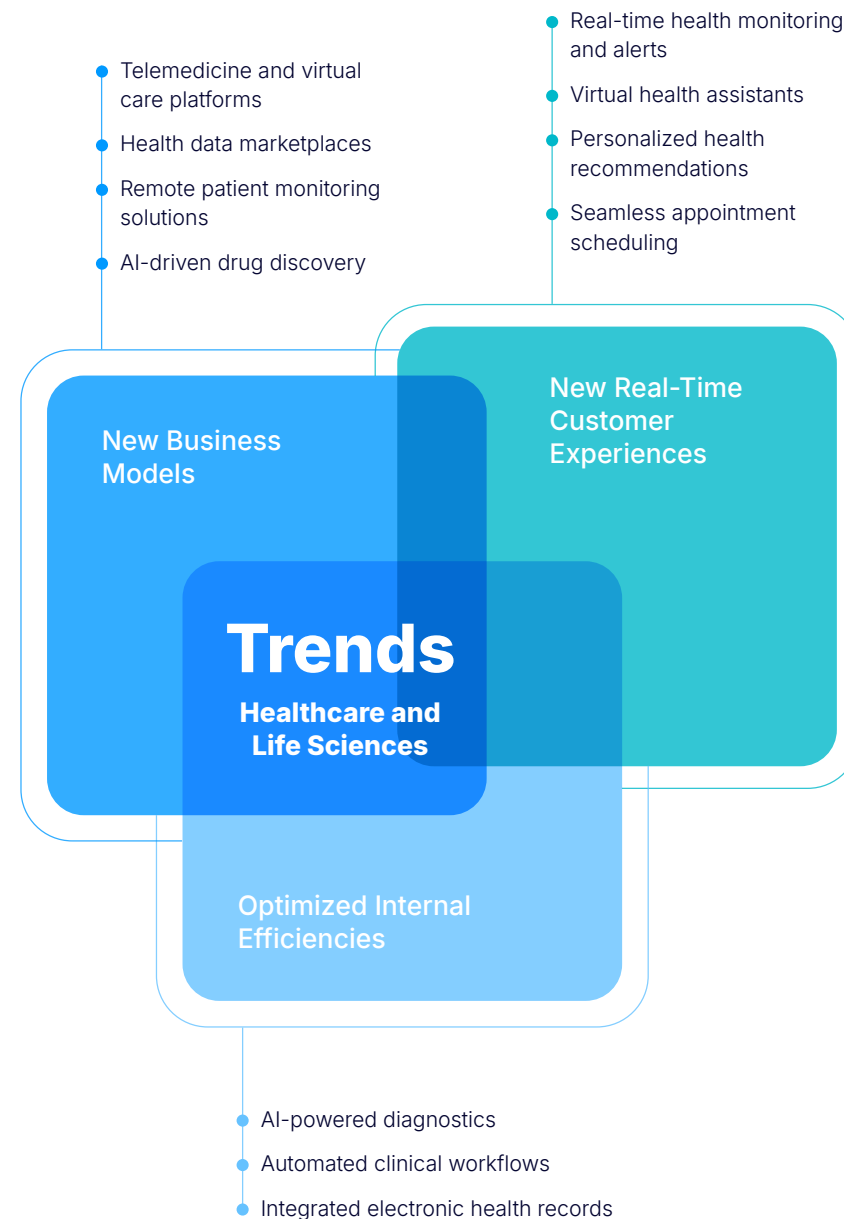 Telemedicine and virtual
care platforms
Health data marketplaces
Remote patient monitoring
solutions
AI-driven drug discovery
Real-time health monitoring
and alerts
Virtual health assistants
Personalized health
recommendations
Seamless appointment
scheduling
New Business
Models
New Real-Time
Customer
Experiences
Trends
Healthcare and
Life Sciences
Optimized Internal
Efficiencies
AI-powered diagnostics
Automated clinical workflows
Integrated electronic health records